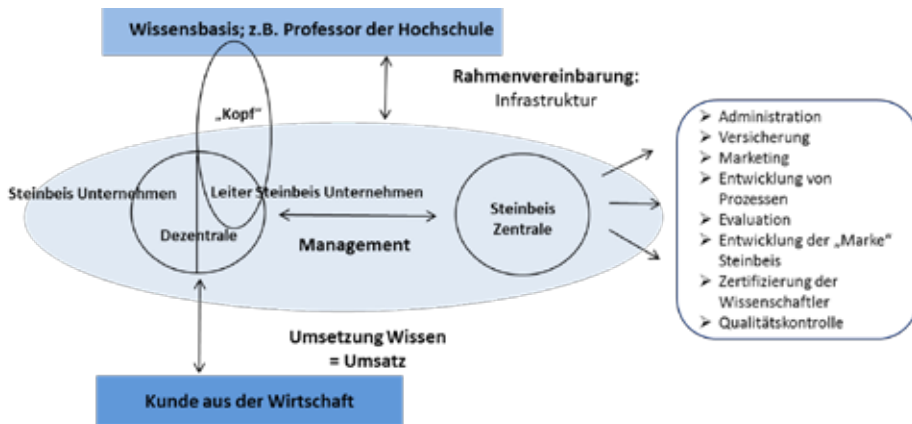 Wissensbasis; z.B. Professor der Hochschule
Rahmenvereinbarung:
Infrastruktur
„Kopf"
Steinbeis Unternehmen
Leiter Steinbeis Unternehmen
Dezentrale
Management
Steinbeis
Zentrale
➤ Administration
➤ Versicherung
➤ Marketing
➤ Entwicklung von
Prozessen
➤ Evaluation
➤ Entwicklung der „Marke"
Steinbeis
➤ Zertifizierung der
Wissenschaftler
➤ Qualitätskontrolle
Umsetzung Wissen
= Umsatz
Kunde aus der Wirtschaft